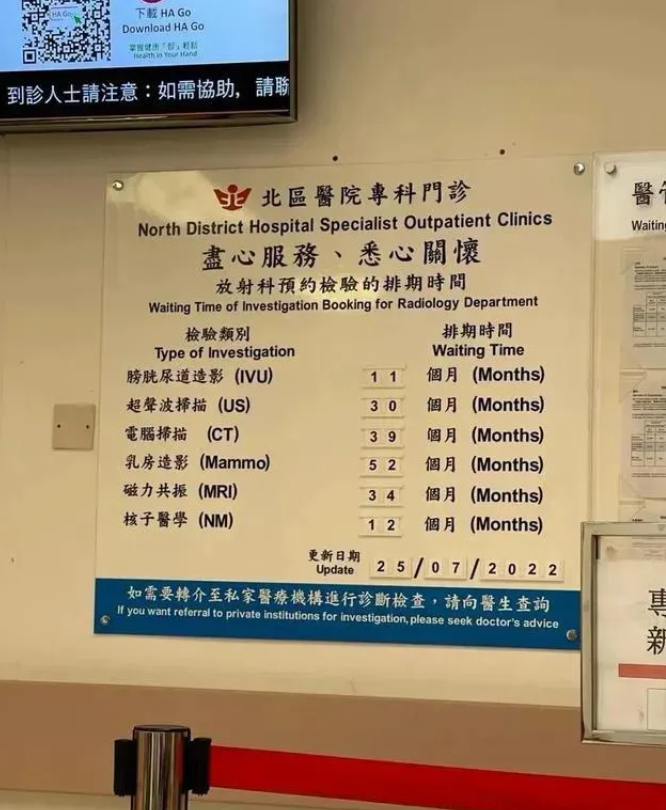 下載 HA Go
Download HA Go
Health in Your Hand
到診人士請注意：如需協助，請聯
北區醫院專科門診
North District Hospital Specialist Outpatient Clinics
盡心服務、悉心關懷
放射科預約檢驗的排期時間
Waiting Time of Investigation Booking for Radiology Department
檢驗類別 排期時間
Type of Investigation Waiting Time
膀胱尿道造影 (IVU) 11 個月 (Months)
超聲波掃描 (US) 30 個月 (Months)
電腦掃描 (CT) 39 個月 (Months)
乳房造影 (Mammo) 52 個月 (Months)
磁力共振 (MRI) 34 個月 (Months)
核子醫學 (NM) 12 個月 (Months)
更新日期
Update 25/07/2022
如需要轉介至私家醫療機構進行診斷檢查，請向醫生查詢
If you want referral to private institutions for investigation, please seek doctor's advice
醫管
Waiting
專
新